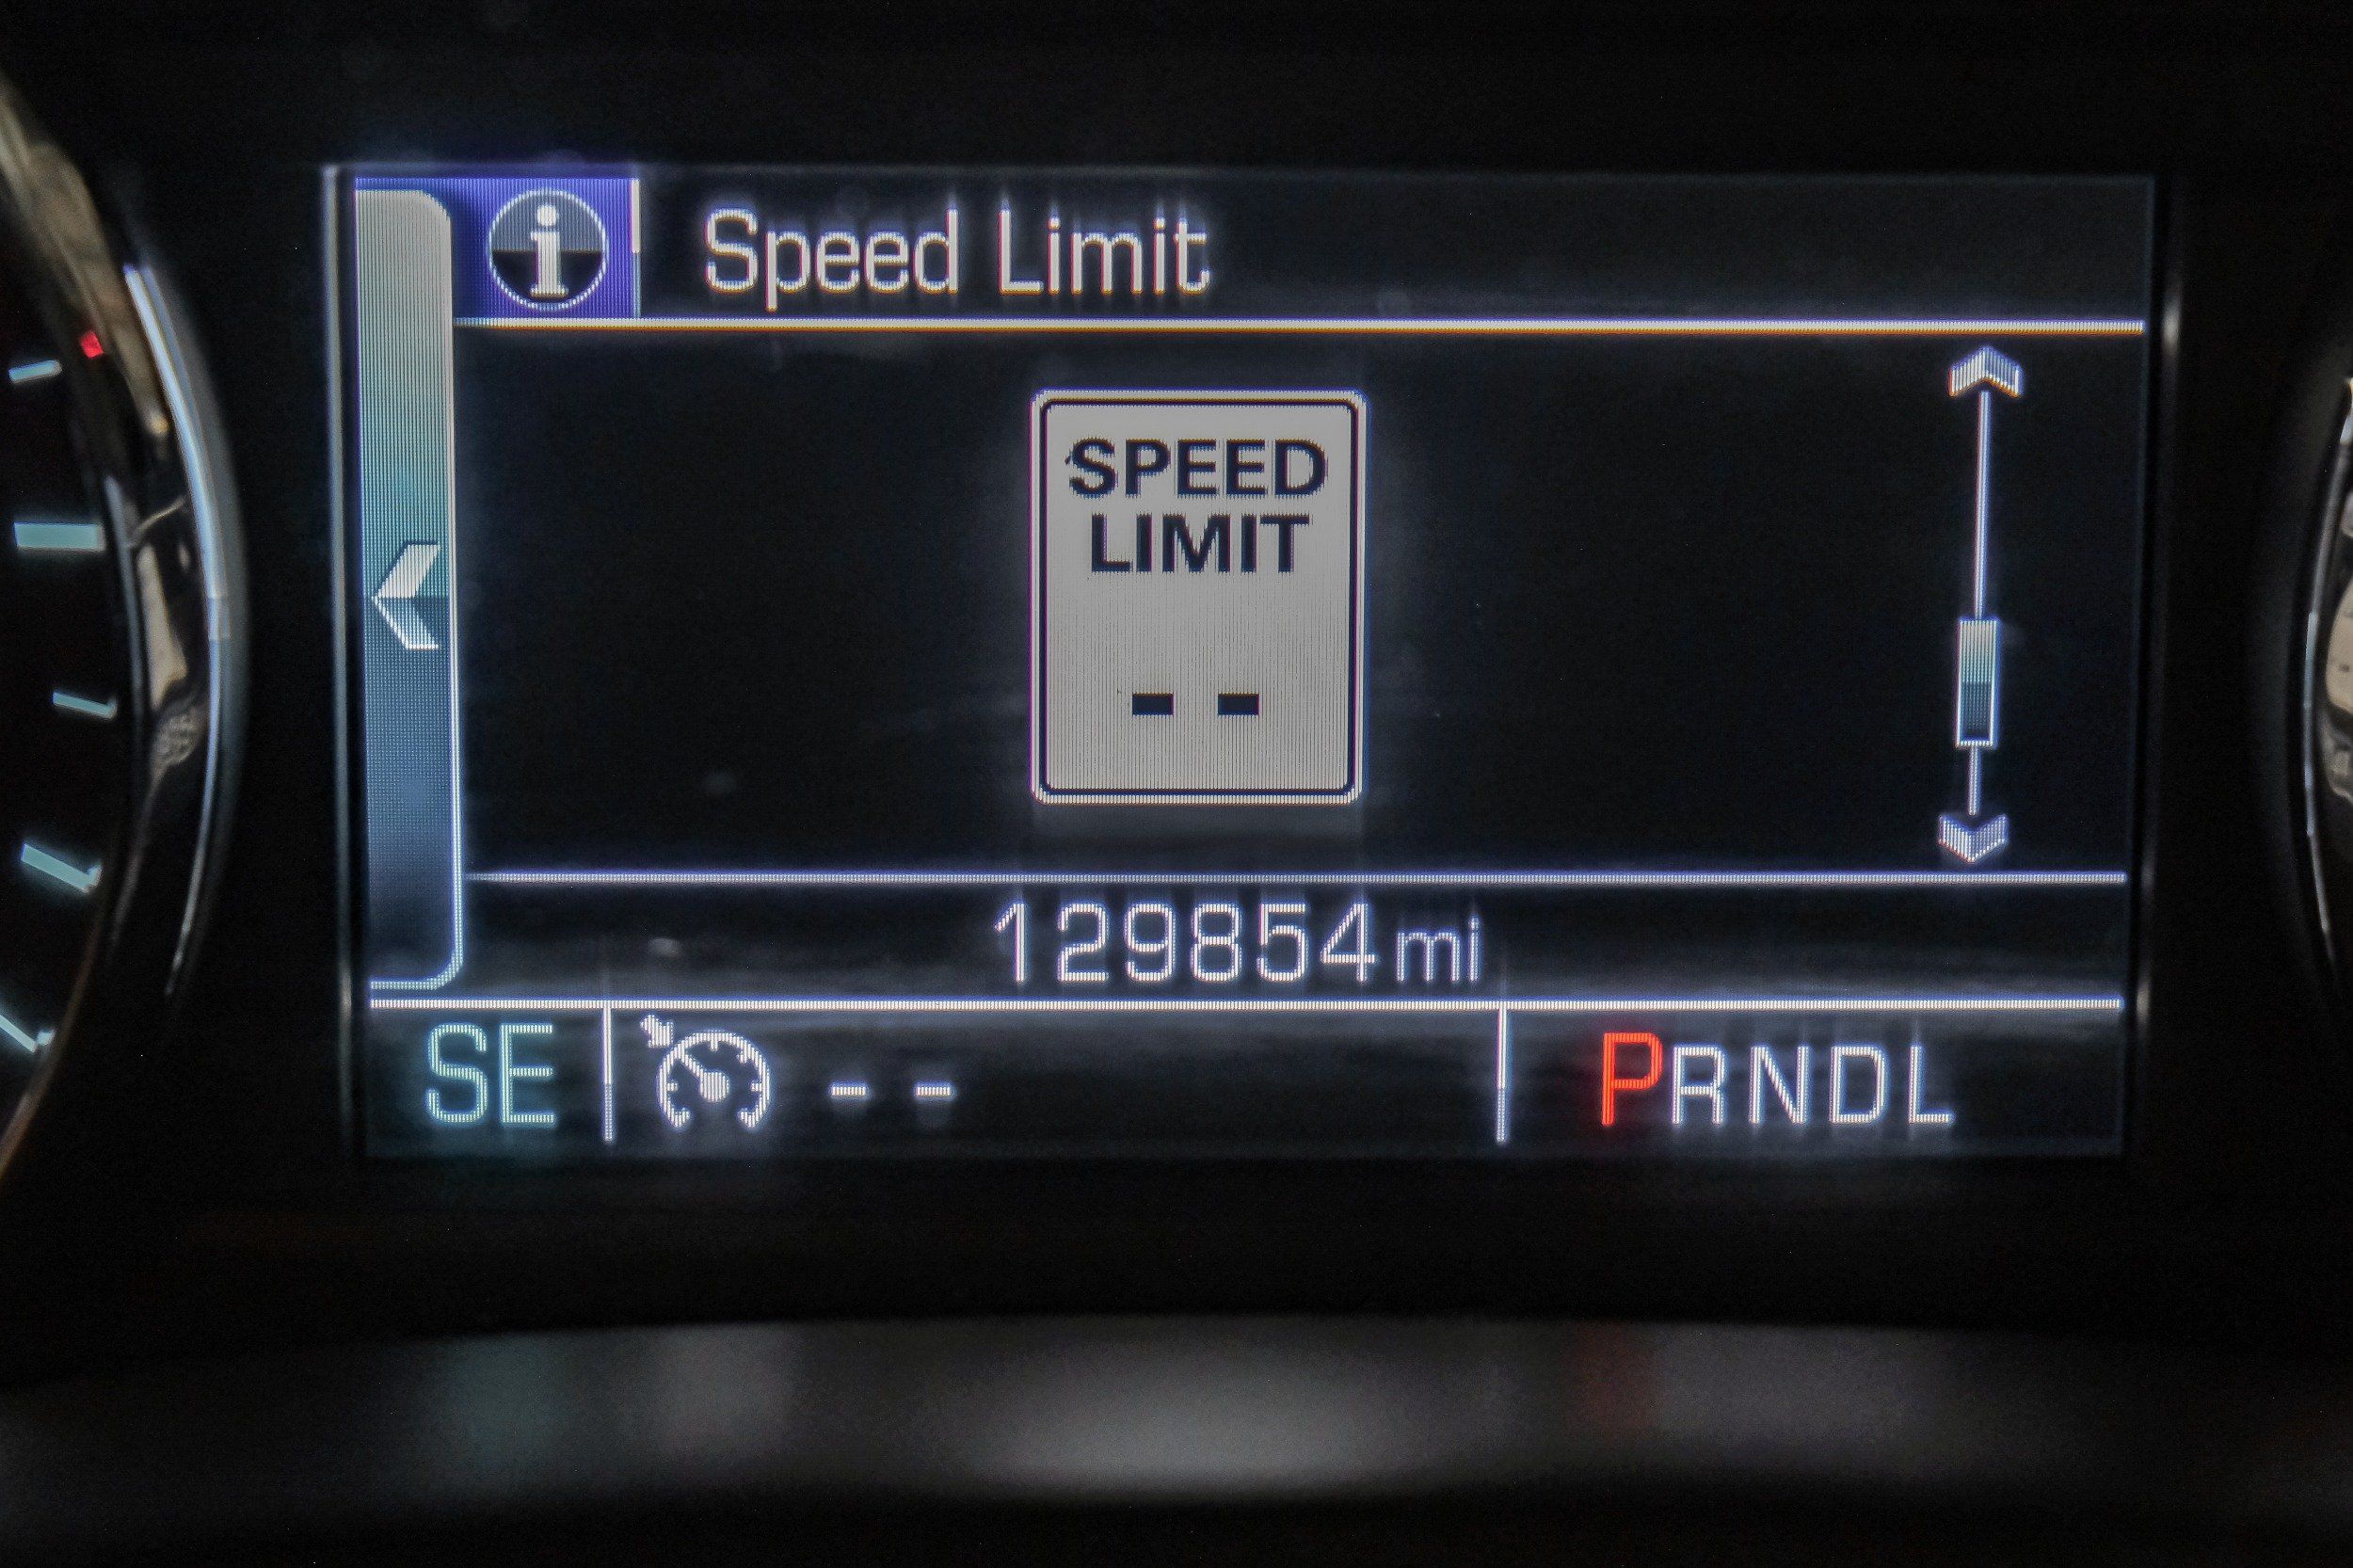 i Speed Limit
SPEED
LIMIT
--
129854 mi
SE -- PRNDL